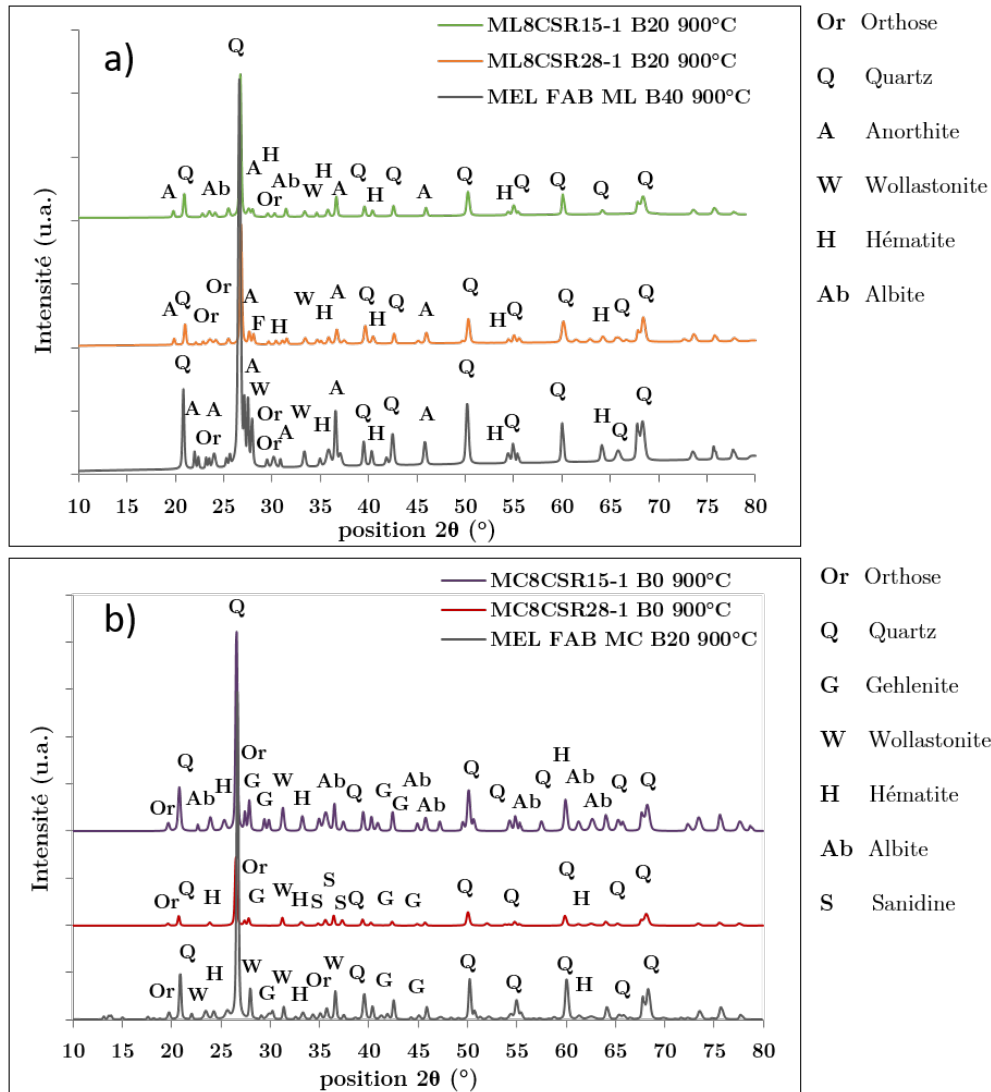 a)
ML8CSR15-1 B20 900°C
ML8CSR28-1 B20 900°C
MEL FAB ML B40 900°C
Intensité (u.a.)
Q
A Q Ab A H Or Ab W H A Q H Q A Q H Q Q Q Q
A Q Or Or A F H W H A Q H Q A Q H Q Q H Q Q
Q A A Or A W Or Or A W H A Q H Q A Q H Q Q H Q Q
10 15 20 25 30 35 40 45 50 55 60 65 70 75 80
position 2θ (°)
Or Orthose
Q Quartz
A Anorthite
W Wollastonite
H Hématite
Ab Albite
b)
MC8CSR15-1 B0 900°C
MC8CSR28-1 B0 900°C
MEL FAB MC B20 900°C
Intensité (u.a.)
Q
Or Q Ab H Or G G W H Ab Q G G Ab Ab Q Q Ab Q H Ab Ab Q Q
Or Q H Or G W H S S S Q G G Q Q Q H Q Q
Or Q W H W G W H Or W Q G G Q Q Q H Q Q
10 15 20 25 30 35 40 45 50 55 60 65 70 75 80
position 2θ (°)
Or Orthose
Q Quartz
G Gehlenite
W Wollastonite
H Hématite
Ab Albite
S Sanidine